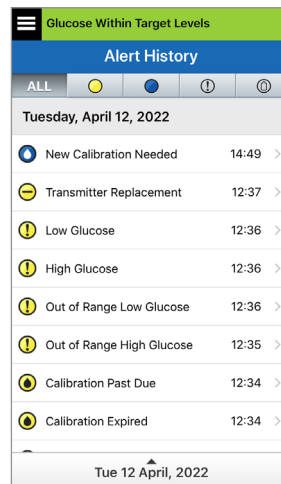 Glucose Within Target Levels
Alert History
ALL
Tuesday, April 12, 2022
New Calibration Needed 14:49
Transmitter Replacement 12:37
Low Glucose 12:36
High Glucose 12:36
Out of Range Low Glucose 12:36
Out of Range High Glucose 12:35
Calibration Past Due 12:34
Calibration Expired 12:34
Tue 12 April, 2022